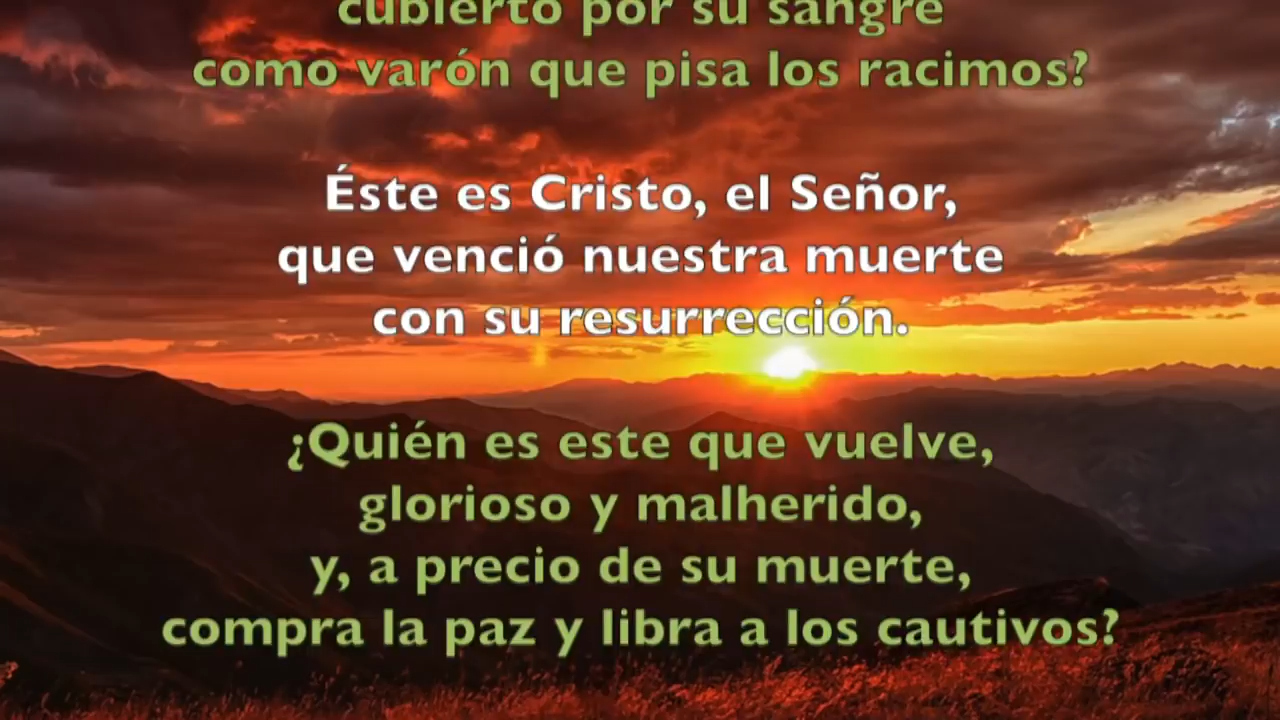 cubierto por su sangre
como varón que pisa los racimos?
Éste es Cristo, el Señor,
que venció nuestra muerte
con su resurrección.
¿Quién es este que vuelve,
glorioso y malherido,
y, a precio de su muerte,
compra la paz y libra a los cautivos?